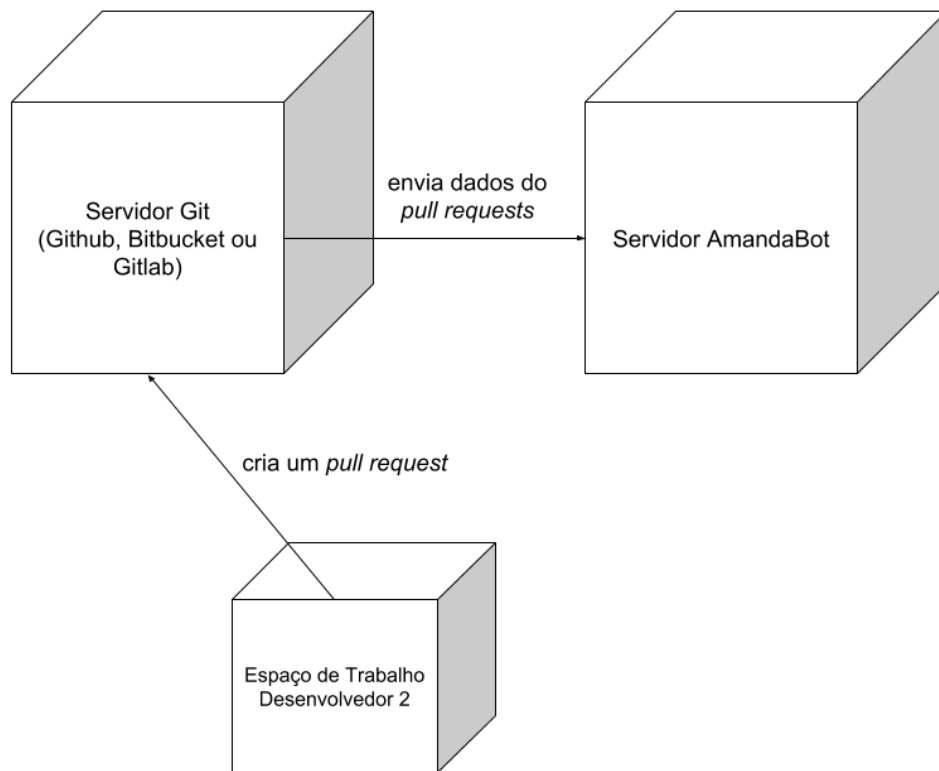 Servidor Git
(Github, Bitbucket ou
Gitlab)
envia dados do
pull requests
Servidor AmandaBot
cria um pull request
Espaço de Trabalho
Desenvolvedor 2